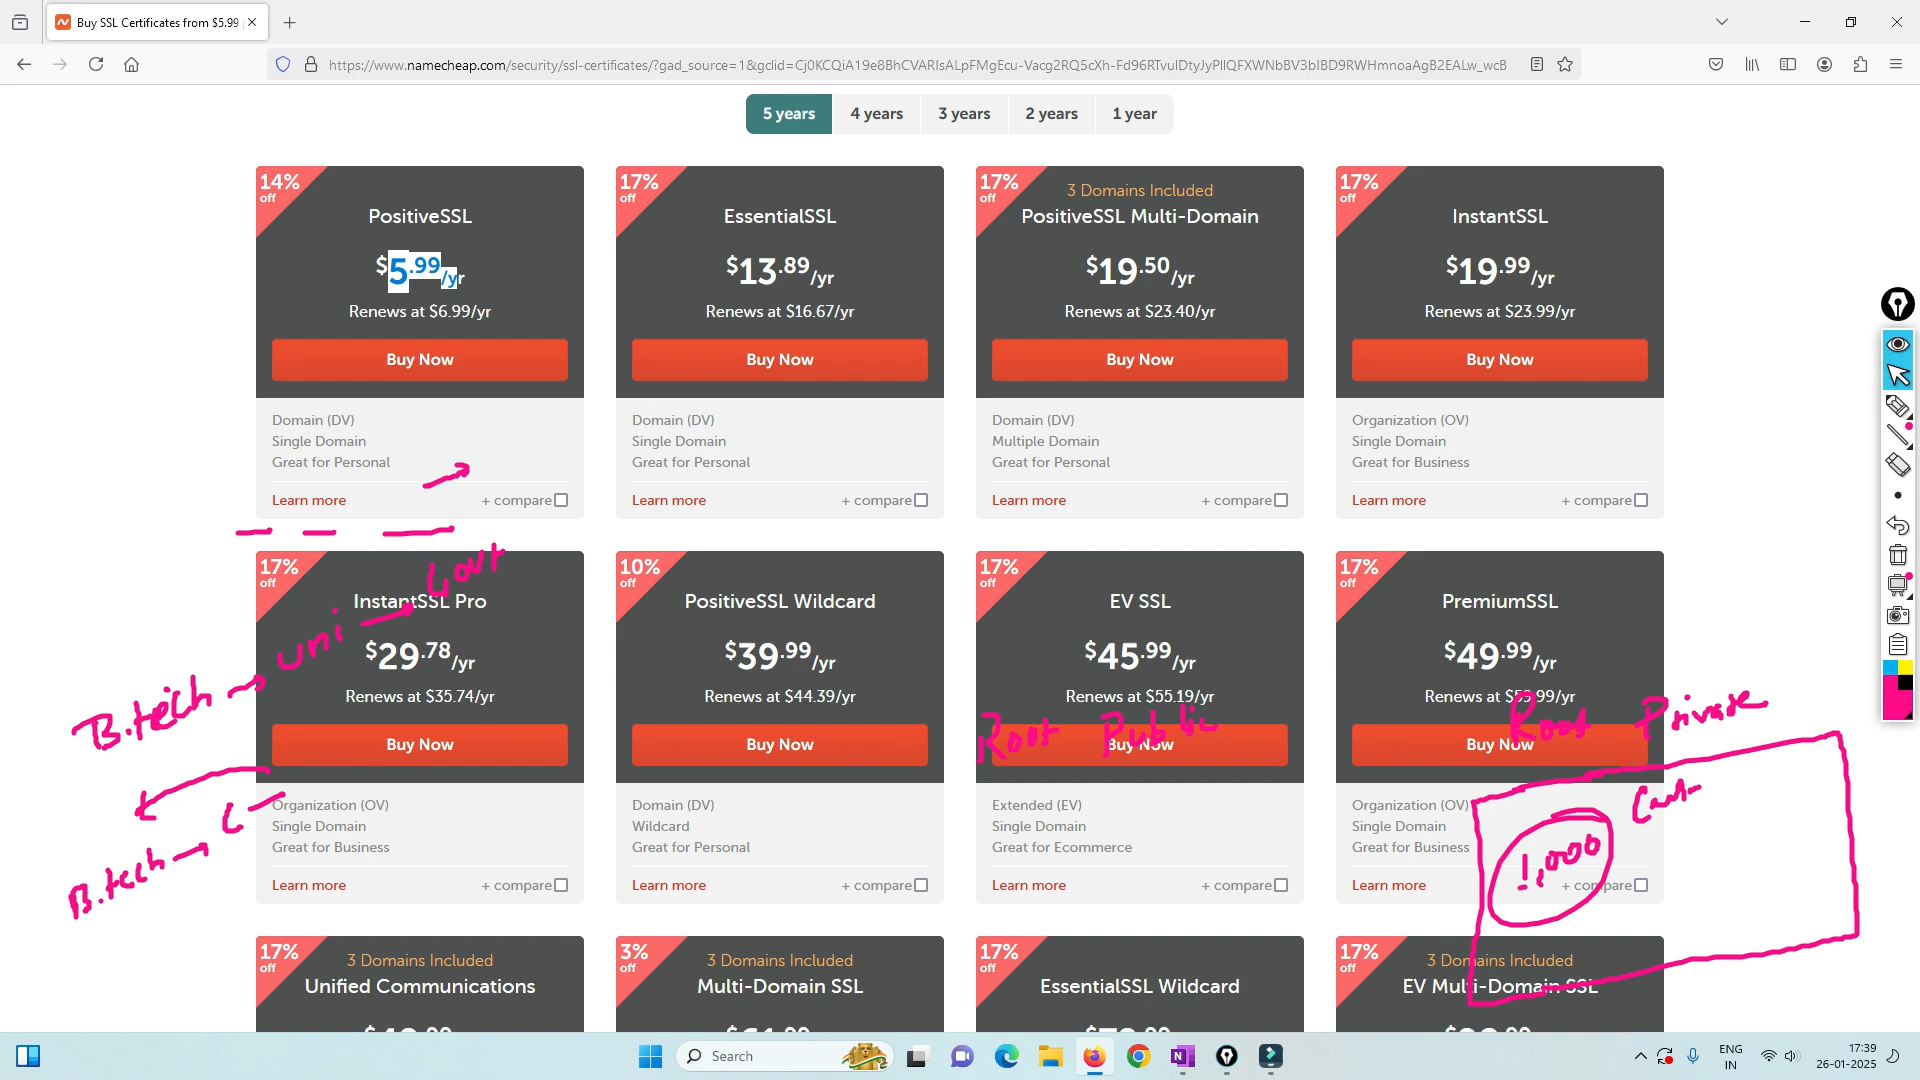 Buy SSL Certificates from $5.99
https://www.namecheap.com/security/ssl-certificates/?gad_source=1&gclid=Cj0KCQiA19e8BhCVARIsALpFMgEcu-Vacg2RQ5cXh-Fd96RTvuIDtyJyPlIQFXWNbBV3bIBD9RWHmnoaAgB2EALw_wcB
5 years 4 years 3 years 2 years 1 year
14% off
PositiveSSL
$5.99/yr
Renews at $6.99/yr
Buy Now
Domain (DV)
Single Domain
Great for Personal
Learn more + compare
17% off
EssentialSSL
$13.89/yr
Renews at $16.67/yr
Buy Now
Domain (DV)
Single Domain
Great for Personal
Learn more + compare
17% off
3 Domains Included
PositiveSSL Multi-Domain
$19.50/yr
Renews at $23.40/yr
Buy Now
Domain (DV)
Multiple Domain
Great for Personal
Learn more + compare
17% off
InstantSSL
$19.99/yr
Renews at $23.99/yr
Buy Now
Organization (OV)
Single Domain
Great for Business
Learn more + compare
17% off
InstantSSL Pro
$29.78/yr
Renews at $35.74/yr
Buy Now
Organization (OV)
Single Domain
Great for Business
Learn more + compare
10% off
PositiveSSL Wildcard
$39.99/yr
Renews at $44.39/yr
Buy Now
Domain (DV)
Wildcard
Great for Personal
Learn more + compare
17% off
EV SSL
$45.99/yr
Renews at $55.19/yr
Buy Now
Extended (EV)
Single Domain
Great for Ecommerce
Learn more + compare
17% off
PremiumSSL
$49.99/yr
Renews at $59.99/yr
Buy Now
Organization (OV)
Single Domain
Great for Business
Learn more + compare
17% off
3 Domains Included
Unified Communications
3% off
3 Domains Included
Multi-Domain SSL
17% off
EssentialSSL Wildcard
17% off
3 Domains Included
EV Multi-Domain SSL
B.tech → uni → Govt
B.tech → C
Root Public
Root Private
1,000
Search
ENG
IN
17:39
26-01-2025